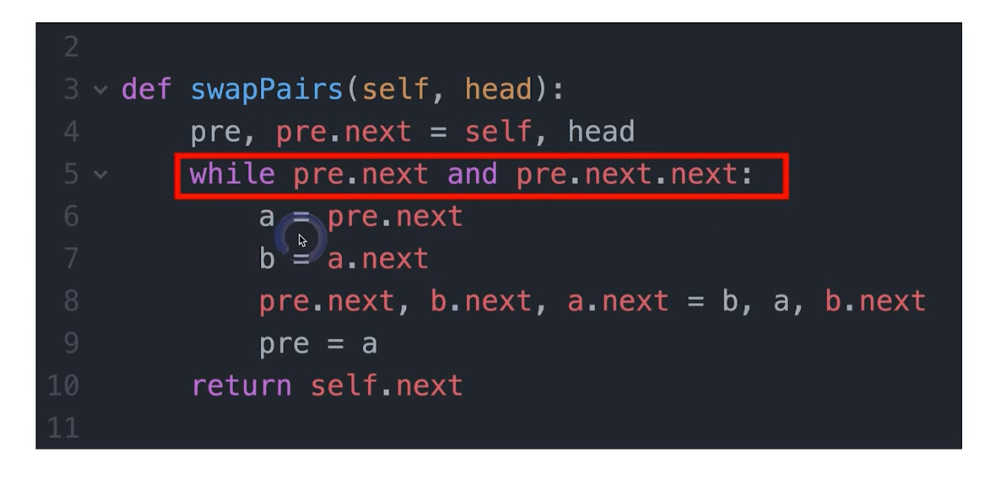 2
3 def swapPairs(self, head):
4 pre, pre.next = self, head
5 while pre.next and pre.next.next:
6 a = pre.next
7 b = a.next
8 pre.next, b.next, a.next = b, a, b.next
9 pre = a
10 return self.next
11